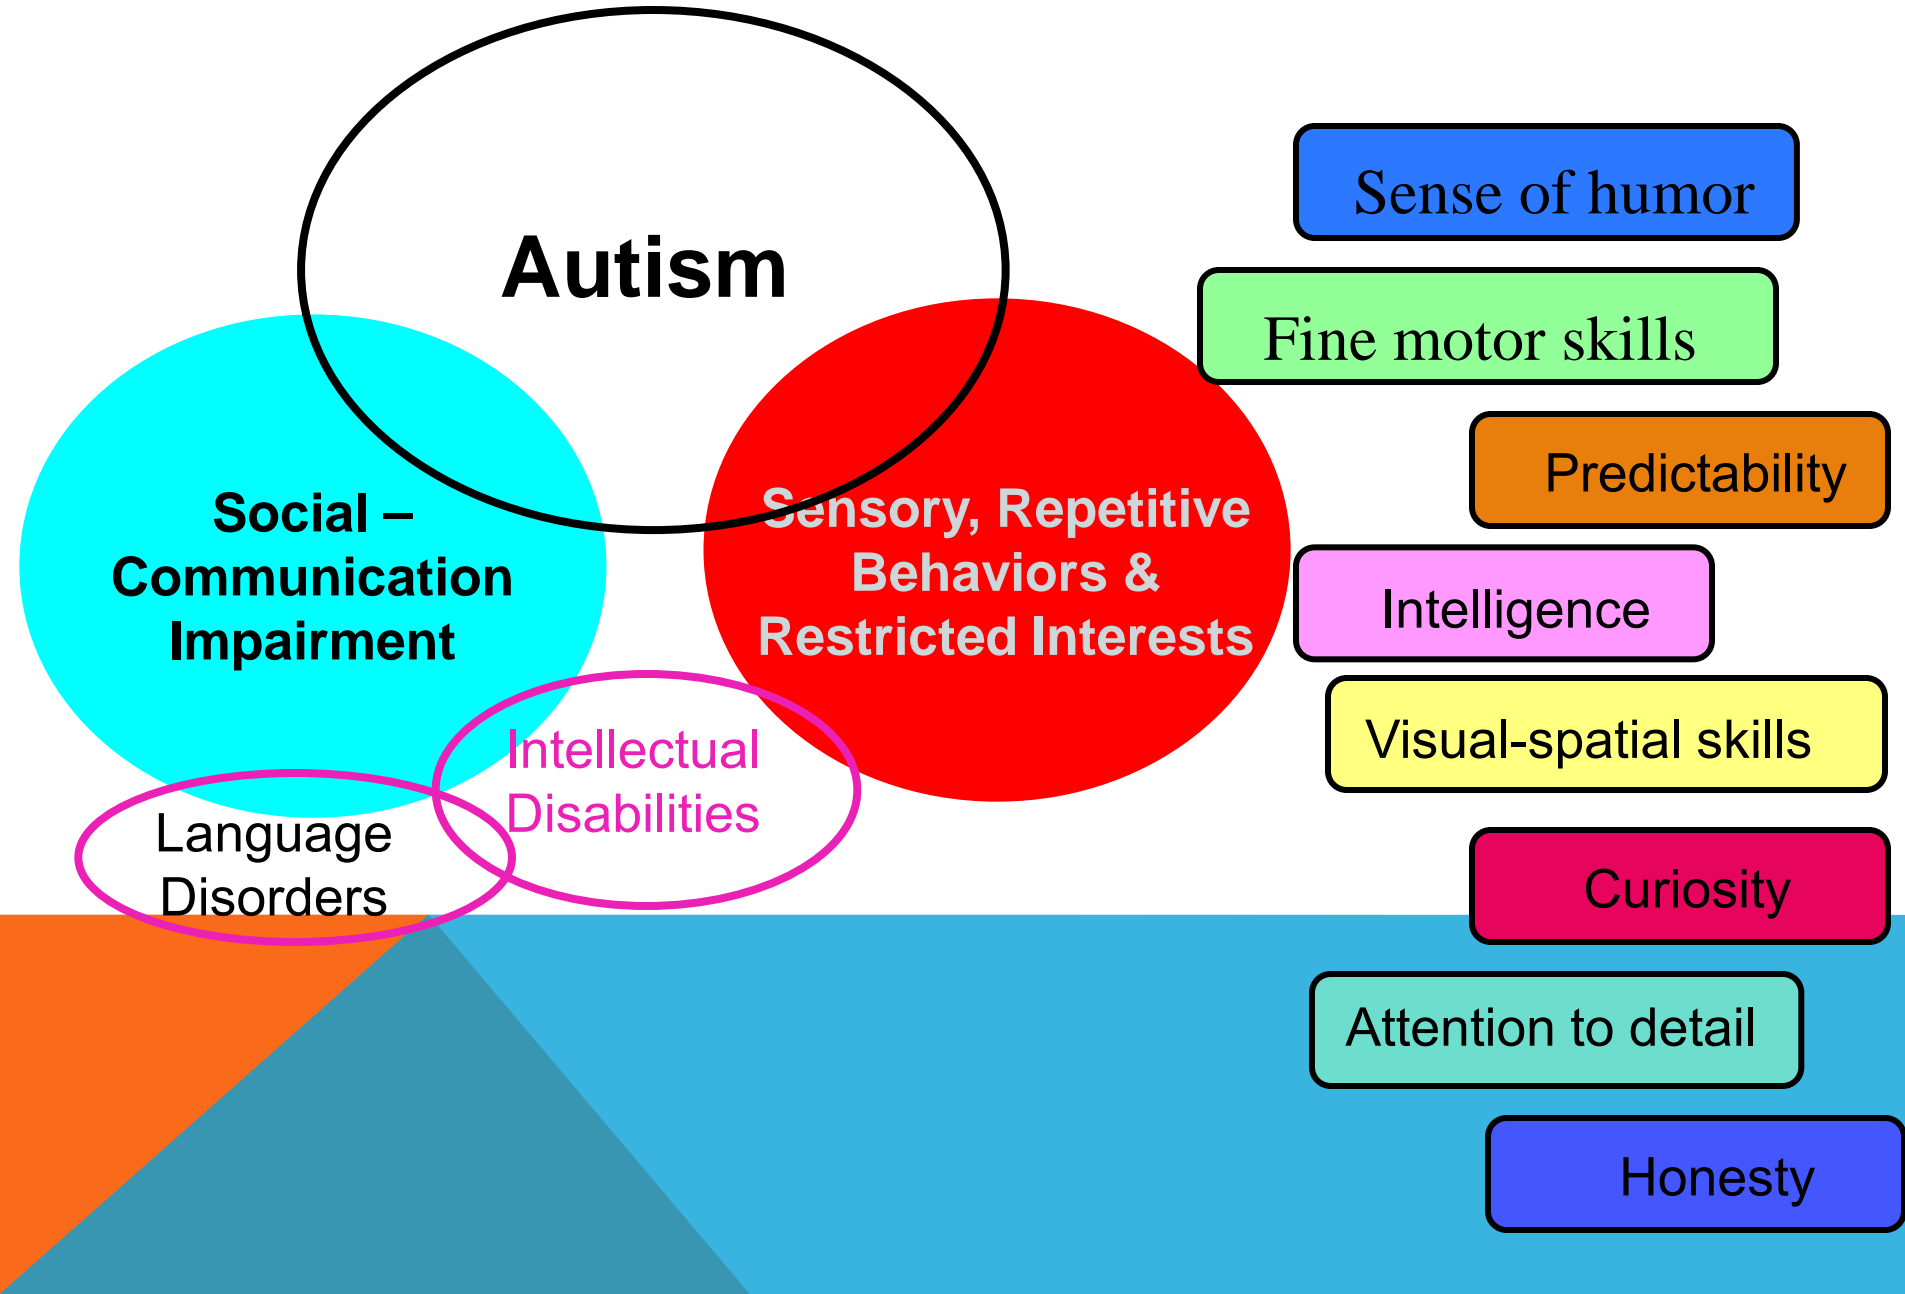 Autism
Social –
Communication
Impairment
Sensory, Repetitive
Behaviors &
Restricted Interests
Intellectual
Disabilities
Language
Disorders
Sense of humor
Fine motor skills
Predictability
Intelligence
Visual-spatial skills
Curiosity
Attention to detail
Honesty